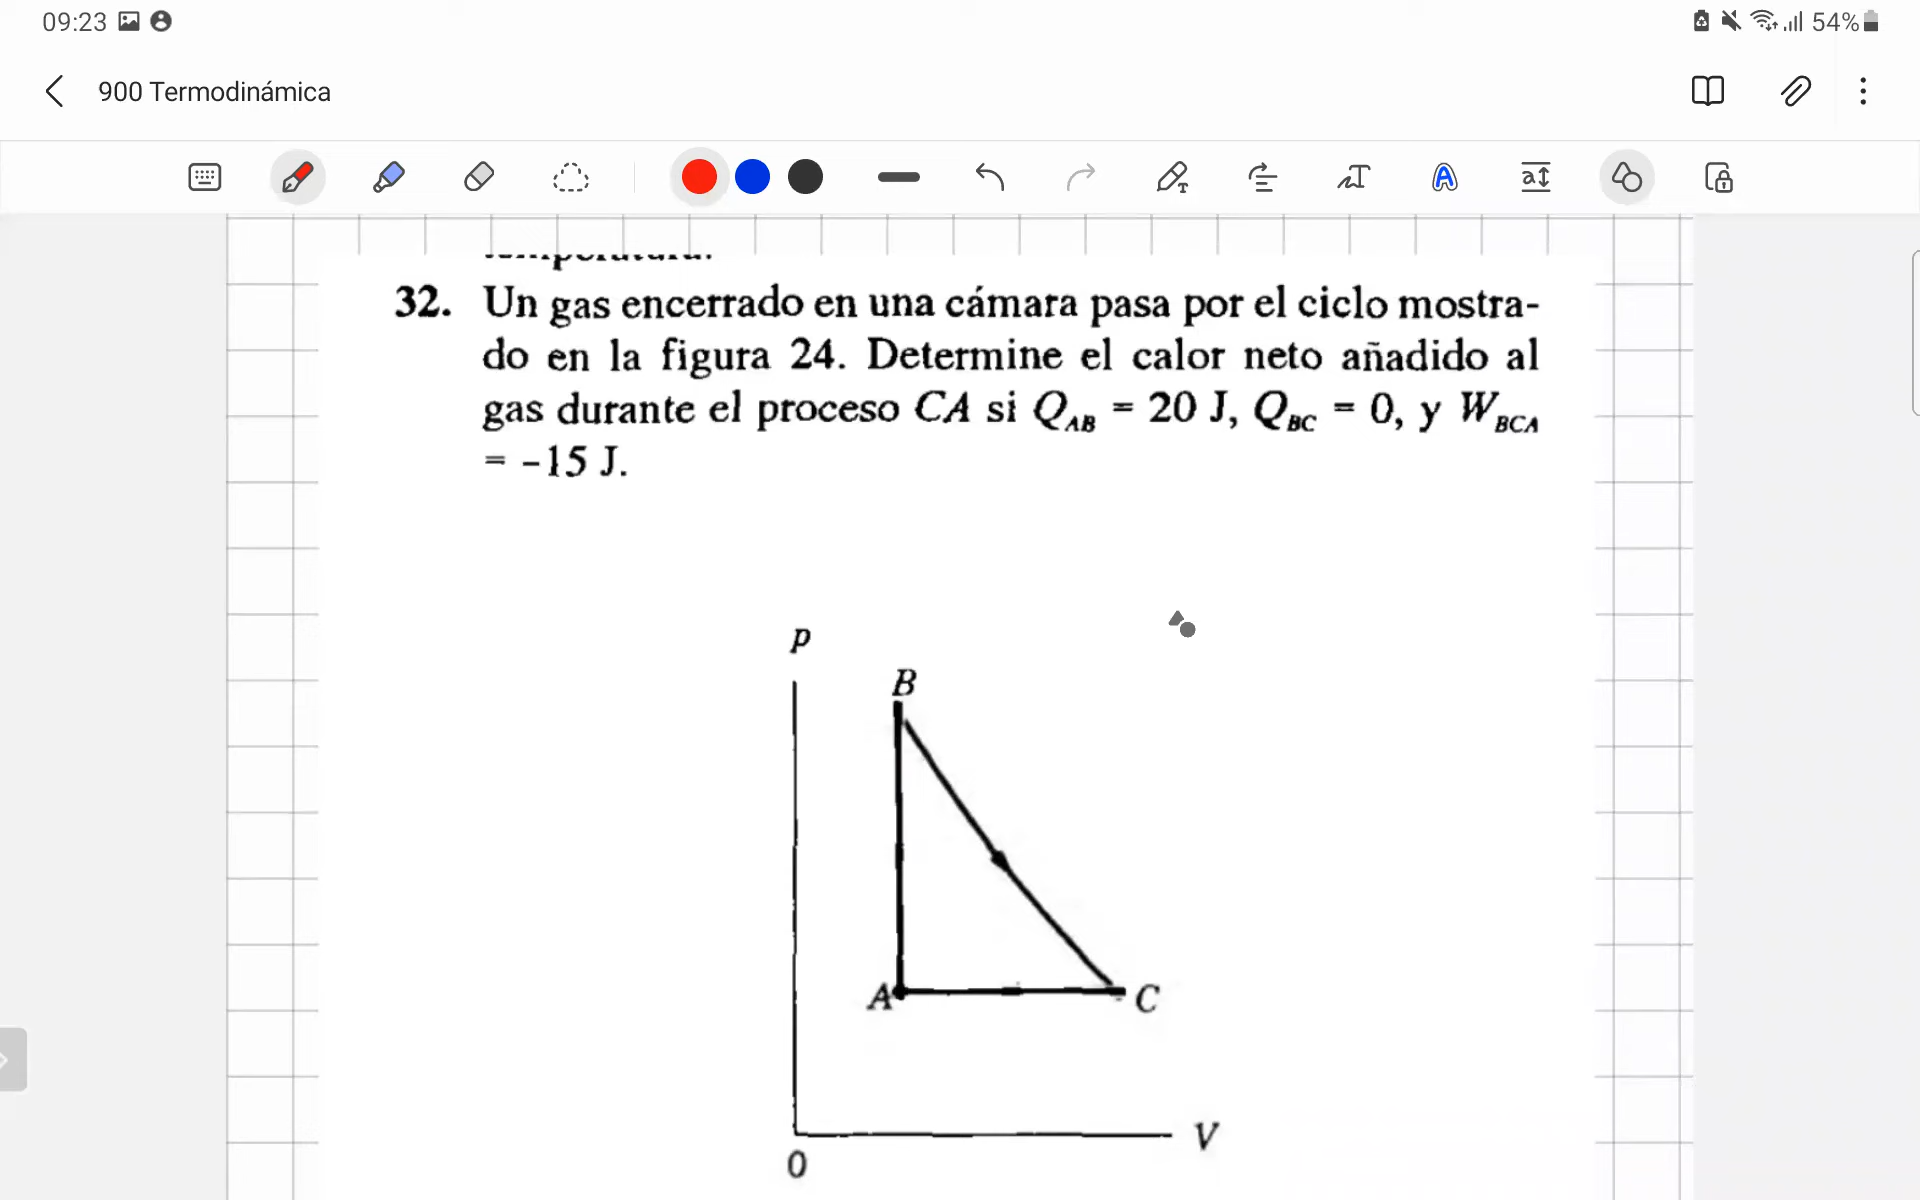 09:23
54%
900 Termodinámica
32. Un gas encerrado en una cámara pasa por el ciclo mostra-
do en la figura 24. Determine el calor neto añadido al
gas durante el proceso CA si Q_AB = 20 J, Q_BC = 0, y W_BCA
= -15 J.
p
B
A
C
V
0